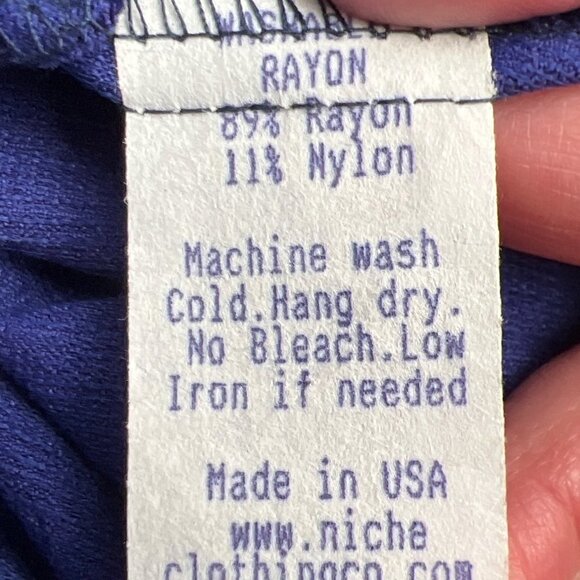 WASHABLE
RAYON
89% Rayon
11% Nylon
Machine wash
Cold.Hang dry.
No Bleach.Low
Iron if needed
Made in USA
www.niche
clothingco.com